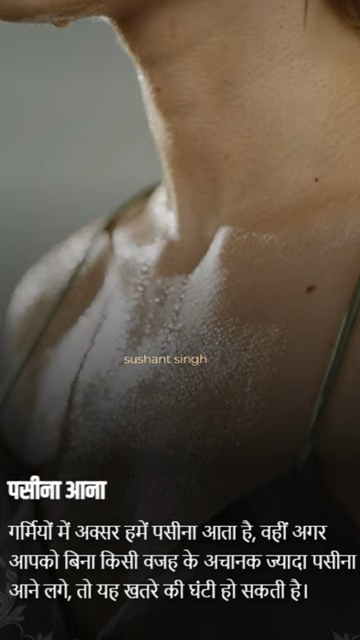 sushant singh
पसीना आना
गर्मियों में अक्सर हमें पसीना आता है, वहीं अगर
आपको बिना किसी वजह के अचानक ज्यादा पसीना
आने लगे, तो यह खतरे की घंटी हो सकती है।